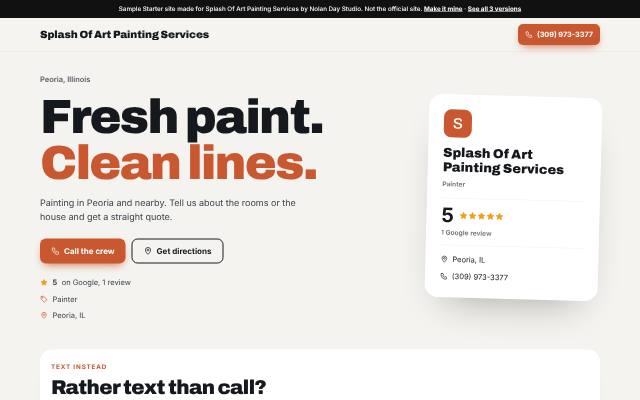 Sample Starter site made for Splash Of Art Painting Services by Nolan Day Studio. Not the official site. Make it mine · See all 3 versions
Splash Of Art Painting Services
(309) 973-3377
Peoria, Illinois
Fresh paint.
Clean lines.
Painting in Peoria and nearby. Tell us about the rooms or the
house and get a straight quote.
Call the crew
Get directions
5 on Google, 1 review
Painter
Peoria, IL
S
Splash Of Art
Painting Services
Painter
5
1 Google review
Peoria, IL
(309) 973-3377
TEXT INSTEAD
Rather text than call?